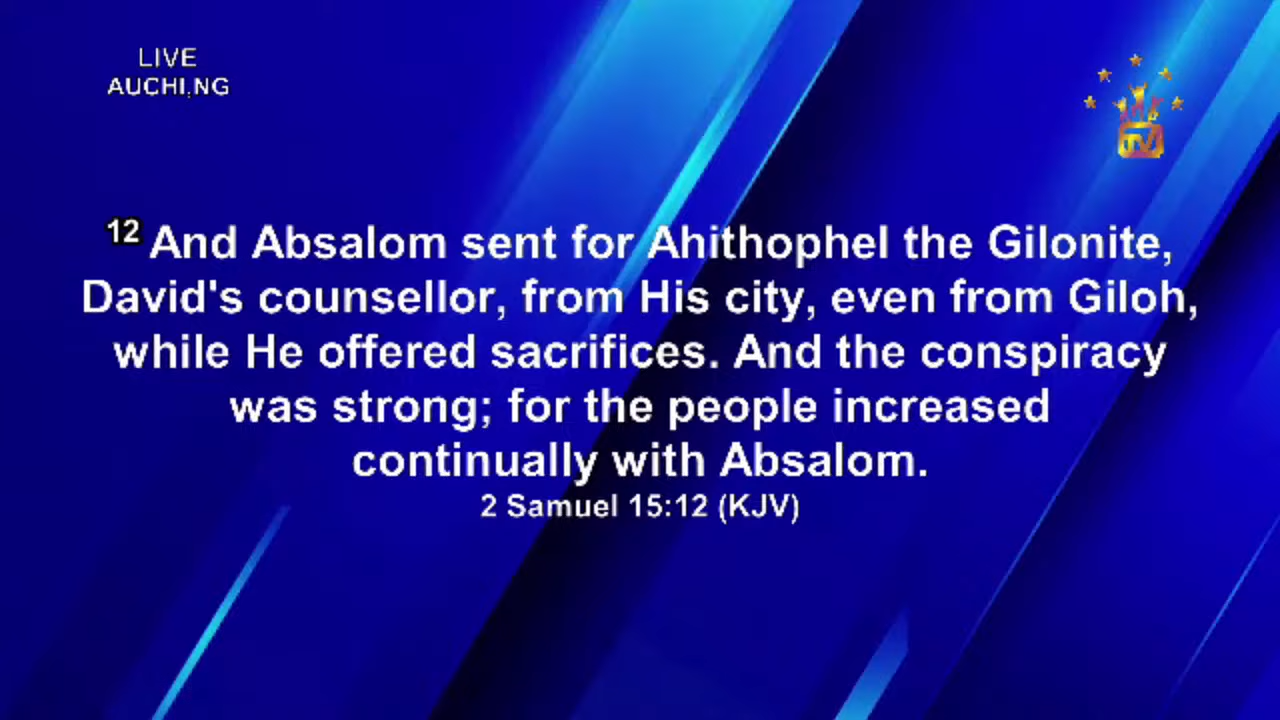 LIVE
AUCHI,NG
TV
12 And Absalom sent for Ahithophel the Gilonite,
David's counsellor, from His city, even from Giloh,
while He offered sacrifices. And the conspiracy
was strong; for the people increased
continually with Absalom.
2 Samuel 15:12 (KJV)